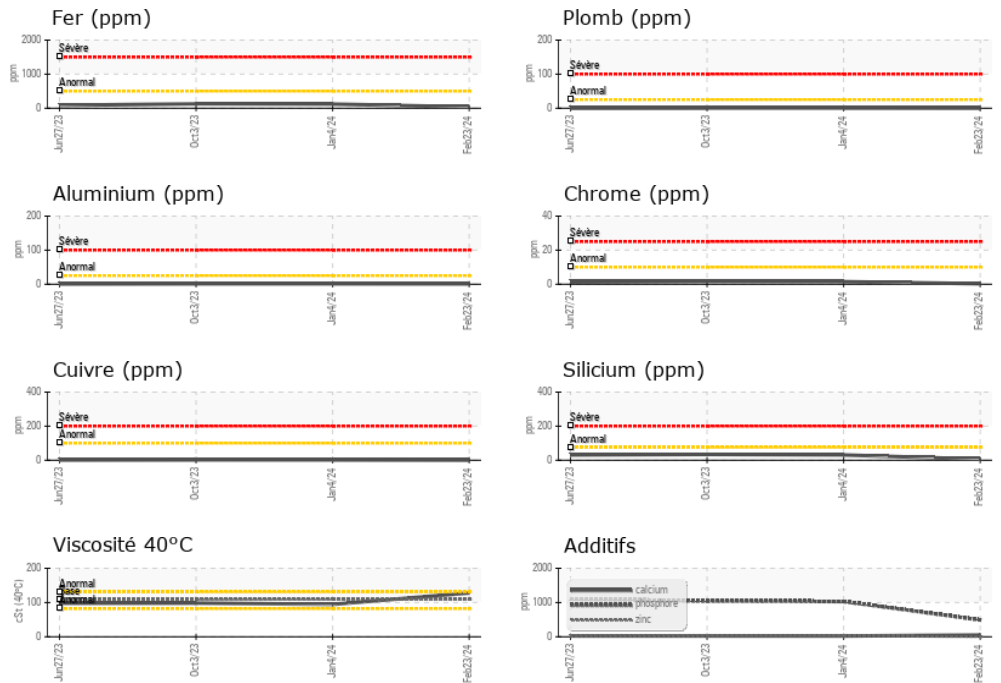 Fer (ppm)
2000
1000
0
ppm
Sévère
Anormal
Jun27/23
Oct3/23
Jan4/24
Feb23/24
Plomb (ppm)
200
100
0
ppm
Sévère
Anormal
Jun27/23
Oct3/23
Jan4/24
Feb23/24
Aluminium (ppm)
200
100
0
ppm
Sévère
Anormal
Jun27/23
Oct3/23
Jan4/24
Feb23/24
Chrome (ppm)
40
20
0
ppm
Sévère
Anormal
Jun27/23
Oct3/23
Jan4/24
Feb23/24
Cuivre (ppm)
400
200
0
ppm
Sévère
Anormal
Jun27/23
Oct3/23
Jan4/24
Feb23/24
Silicium (ppm)
400
200
0
ppm
Sévère
Anormal
Jun27/23
Oct3/23
Jan4/24
Feb23/24
Viscosité 40°C
200
100
0
cSt (40°C)
Anormal
Base
Anormal
Jun27/23
Oct3/23
Jan4/24
Feb23/24
Additifs
2000
1000
0
ppm
calcium
phosphore
zinc
Jun27/23
Oct3/23
Jan4/24
Feb23/24